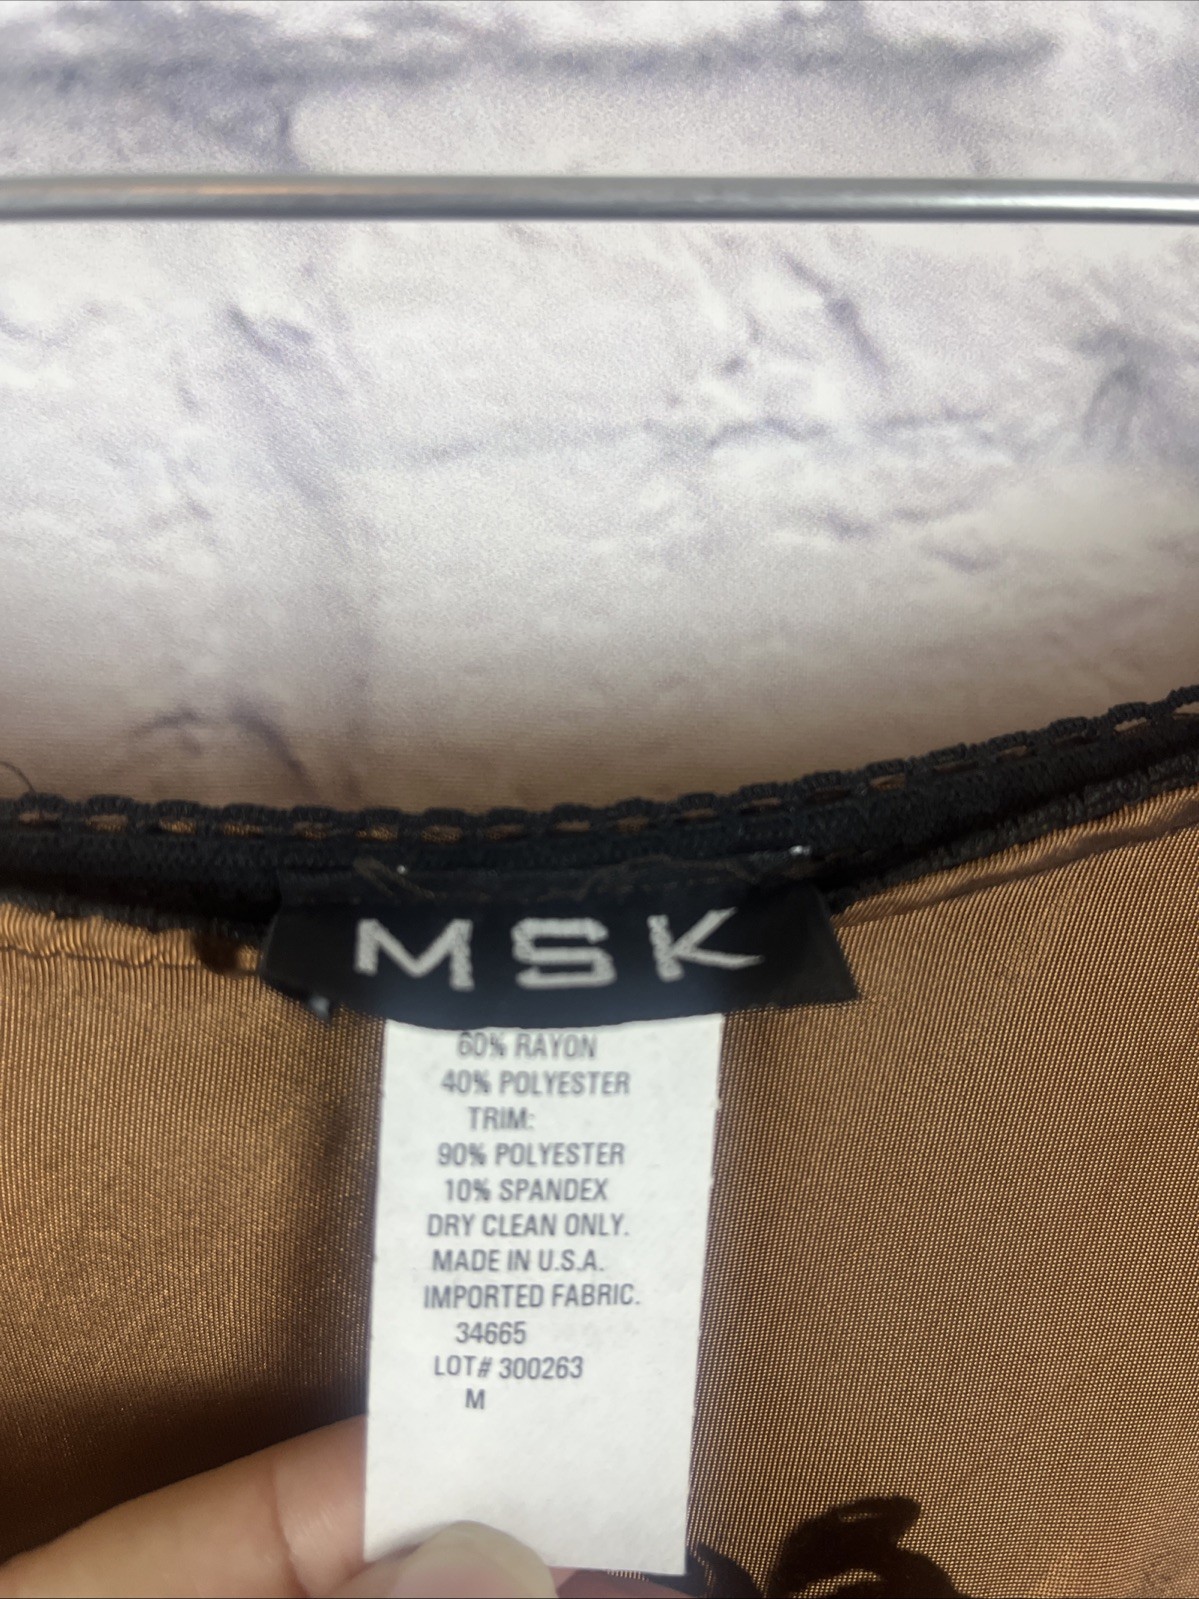 MSK
60% RAYON
40% POLYESTER
TRIM:
90% POLYESTER
10% SPANDEX
DRY CLEAN ONLY.
MADE IN U.S.A.
IMPORTED FABRIC.
34665
LOT# 300263
M